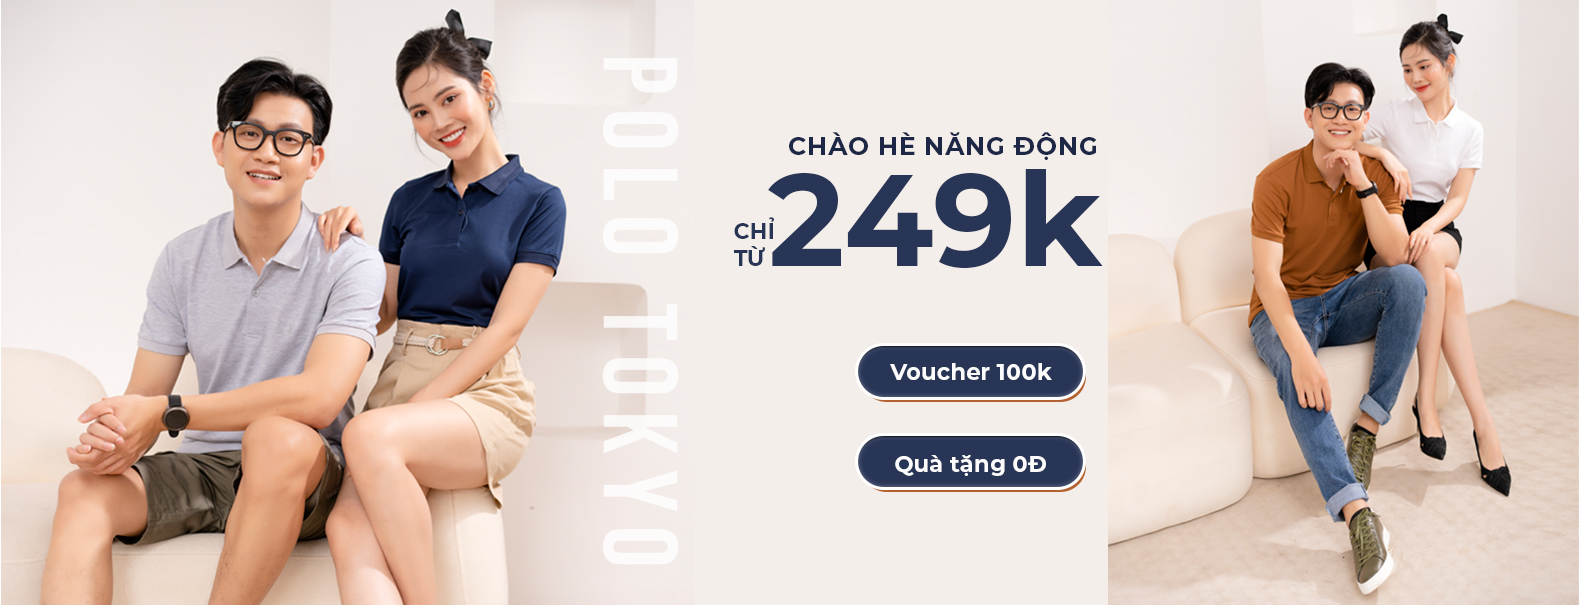 POLO TOKYO
CHÀO HÈ NĂNG ĐỘNG
CHỈ
TỪ
249k
Voucher 100k
Quà tặng 0Đ